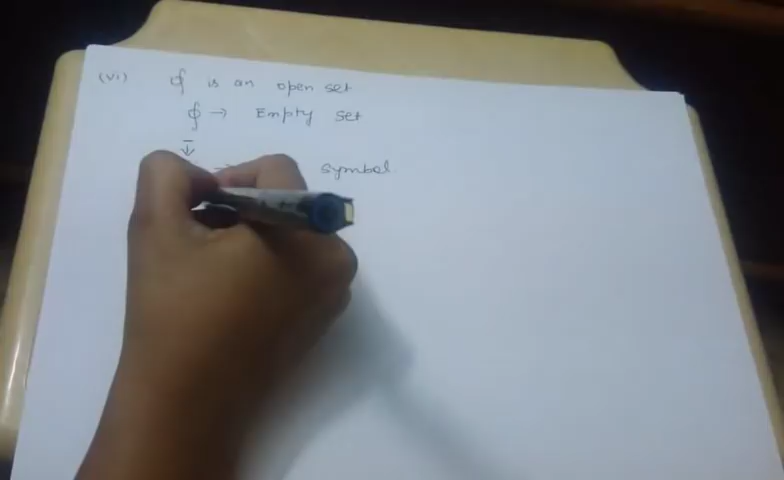 (vi) ϕ is an open set
ϕ → Empty set
→ symbol